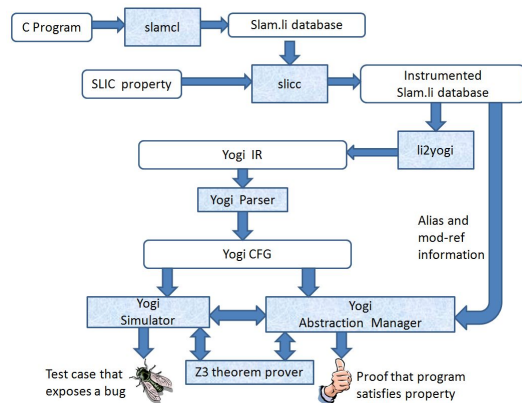 C Program
slamcl
Slam.li database
SLIC property
slicc
Instrumented
Slam.li database
Yogi IR
li2yogi
Yogi Parser
Alias and
mod-ref
information
Yogi CFG
Yogi
Simulator
Yogi
Abstraction Manager
Test case that
exposes a bug
Z3 theorem prover
Proof that program
satisfies property